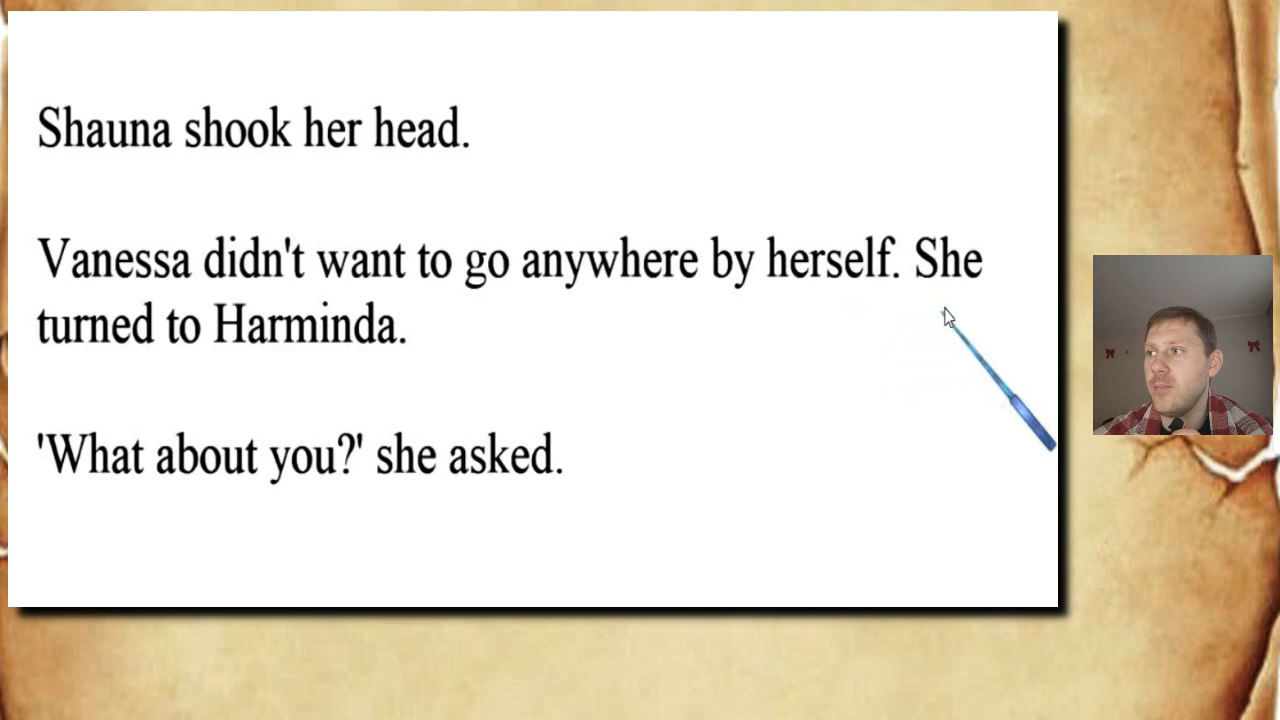 Shauna shook her head.
Vanessa didn't want to go anywhere by herself. She
turned to Harminda.
'What about you?' she asked.